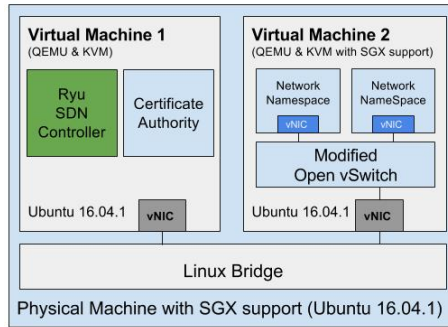 Virtual Machine 1
(QEMU & KVM)
Ryu
SDN
Controller
Certificate
Authority
Ubuntu 16.04.1
vNIC
Virtual Machine 2
(QEMU & KVM with SGX support)
Network
Namespace
vNIC
Network
NameSpace
vNIC
Modified
Open vSwitch
Ubuntu 16.04.1
vNIC
Linux Bridge
Physical Machine with SGX support (Ubuntu 16.04.1)